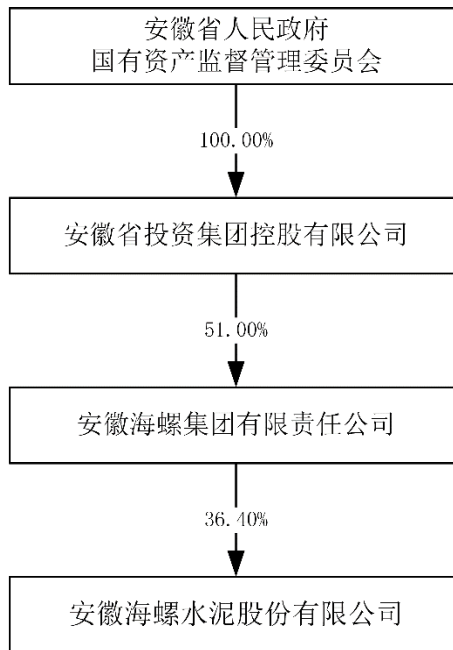 安徽省人民政府
国有资产监督管理委员会
100.00%
安徽省投资集团控股有限公司
51.00%
安徽海螺集团有限责任公司
36.40%
安徽海螺水泥股份有限公司